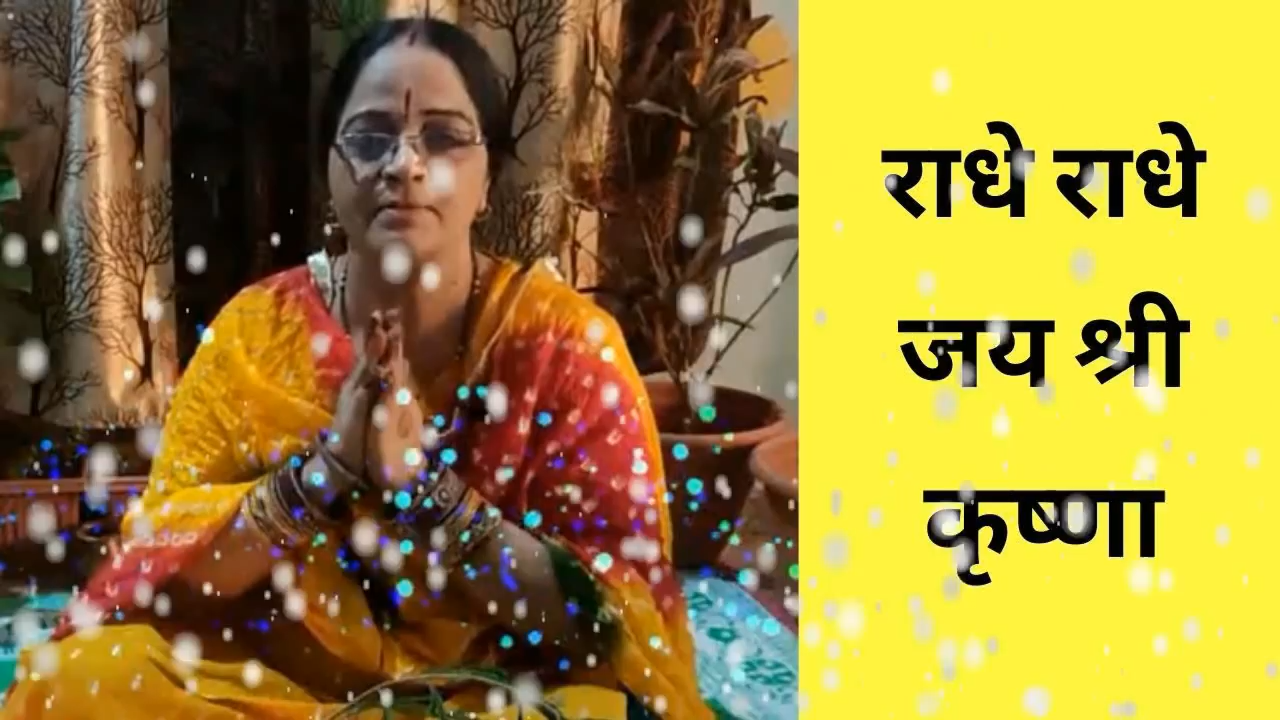 राधे राधे
जय श्री
कृष्णा